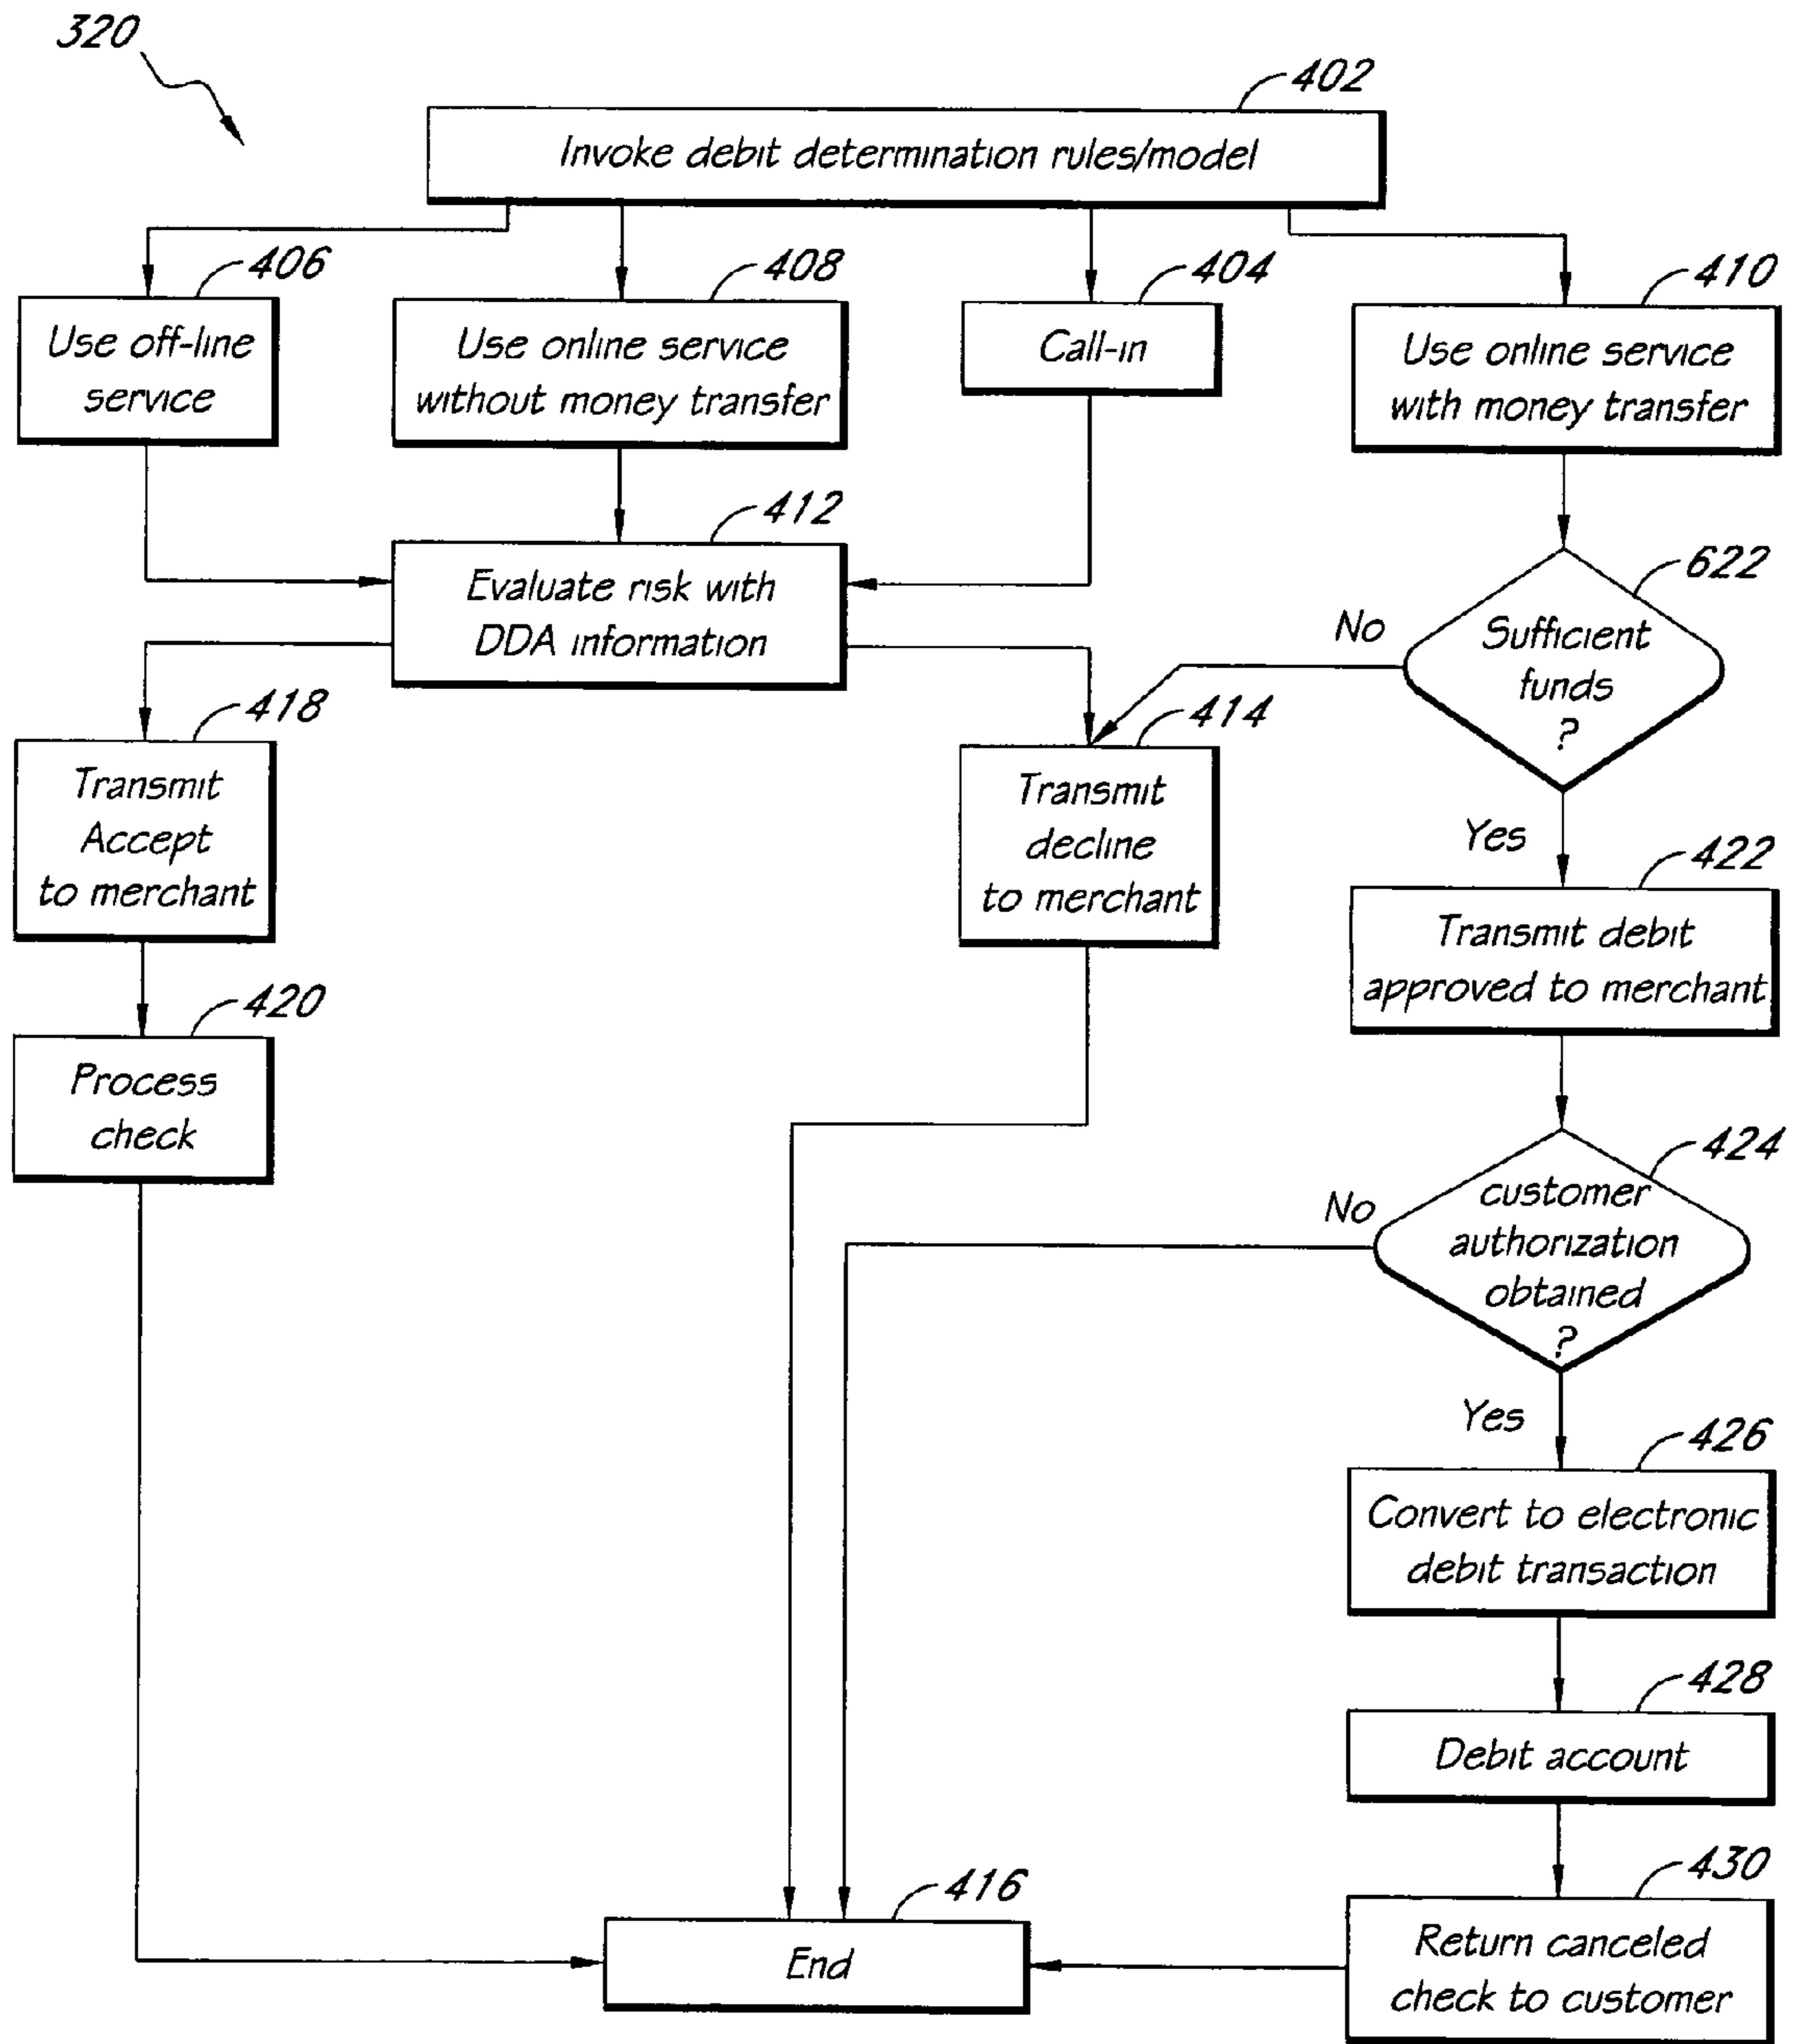 320
402
Invoke debit determination rules/model
406
408
404
410
Use off-line
service
Use online service
without money transfer
Call-in
Use online service
with money transfer
412
Evaluate risk with
DDA information
622
No
Sufficient
funds
?
418
Transmit
Accept
to merchant
414
Transmit
decline
to merchant
Yes
422
Transmit debit
approved to merchant
420
Process
check
424
No
customer
authorization
obtained
?
Yes
426
Convert to electronic
debit transaction
428
Debit account
416
End
430
Return canceled
check to customer